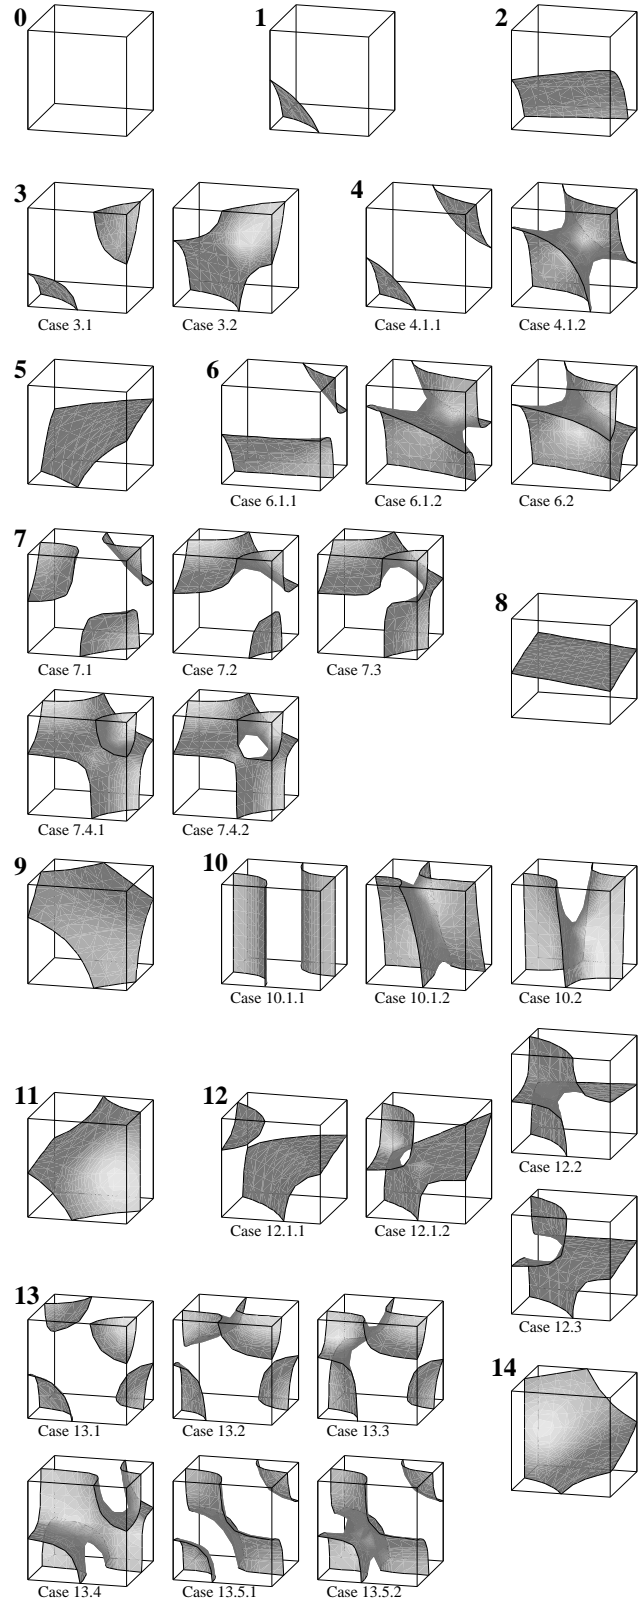 0 1 2
3 4
Case 3.1 Case 3.2 Case 4.1.1 Case 4.1.2
5 6
Case 6.1.1 Case 6.1.2 Case 6.2
7
Case 7.1 Case 7.2 Case 7.3
8
Case 7.4.1 Case 7.4.2
9 10
Case 10.1.1 Case 10.1.2 Case 10.2
11 12
Case 12.2
Case 12.1.1 Case 12.1.2
13
Case 12.3
14
Case 13.1 Case 13.2 Case 13.3
Case 13.4 Case 13.5.1 Case 13.5.2